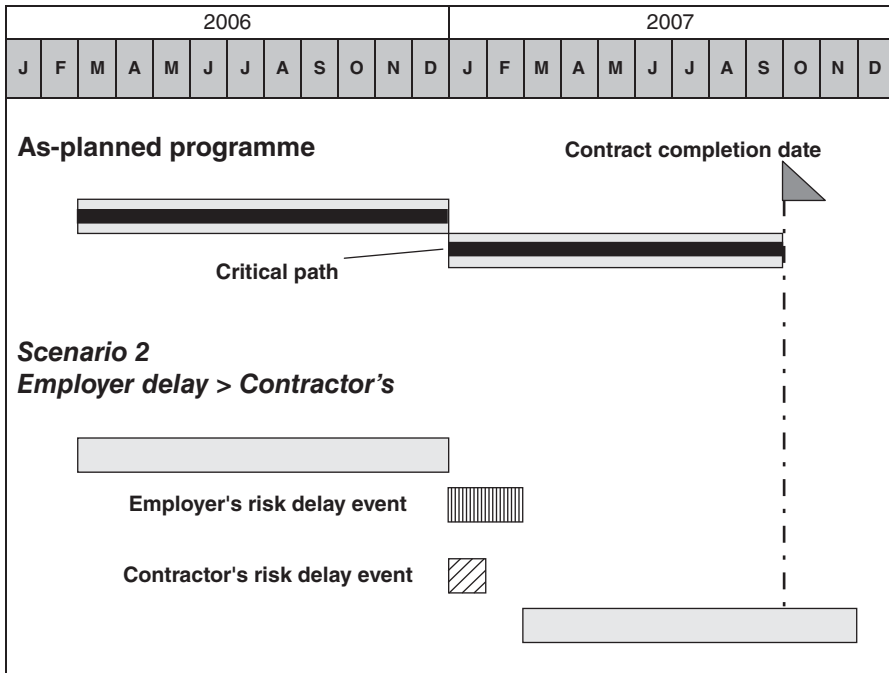 2006 2007
J F M A M J J A S O N D J F M A M J J A S O N D
As-planned programme
Contract completion date
Critical path
Scenario 2
Employer delay > Contractor's
Employer's risk delay event
Contractor's risk delay event